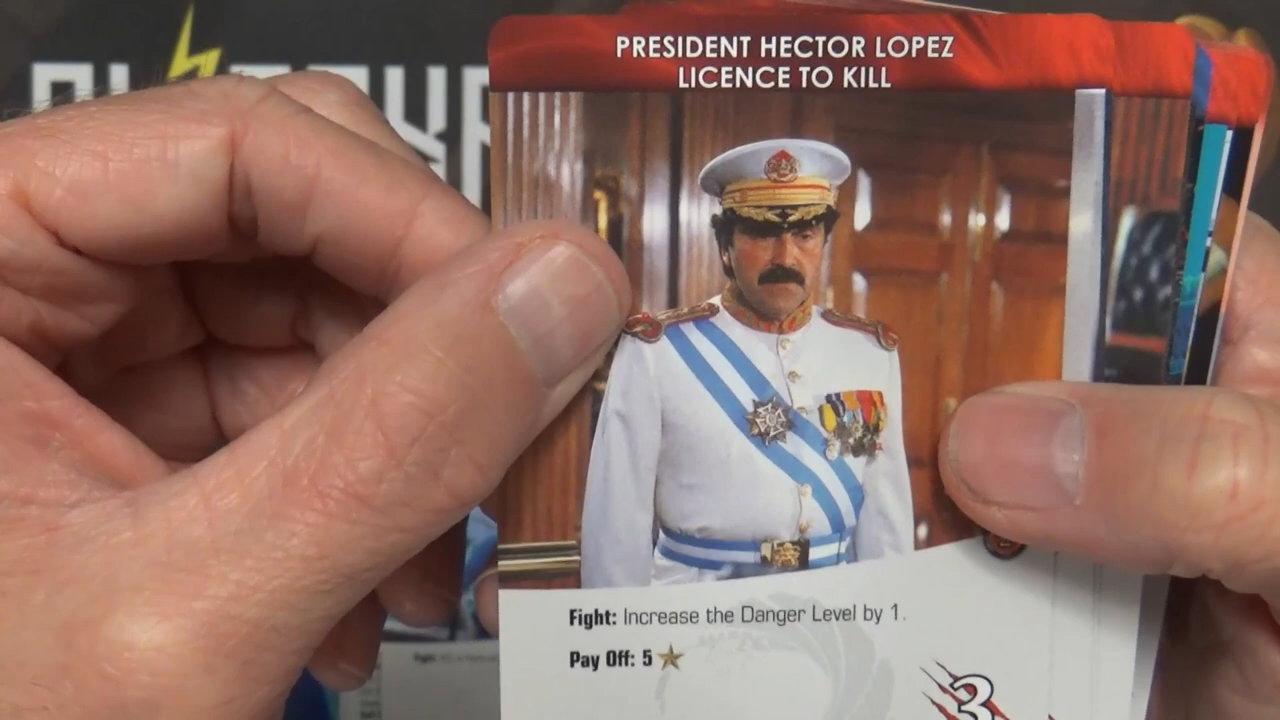 PRESIDENT HECTOR LOPEZ
LICENCE TO KILL
Fight: Increase the Danger Level by 1.
Pay Off: 5
3